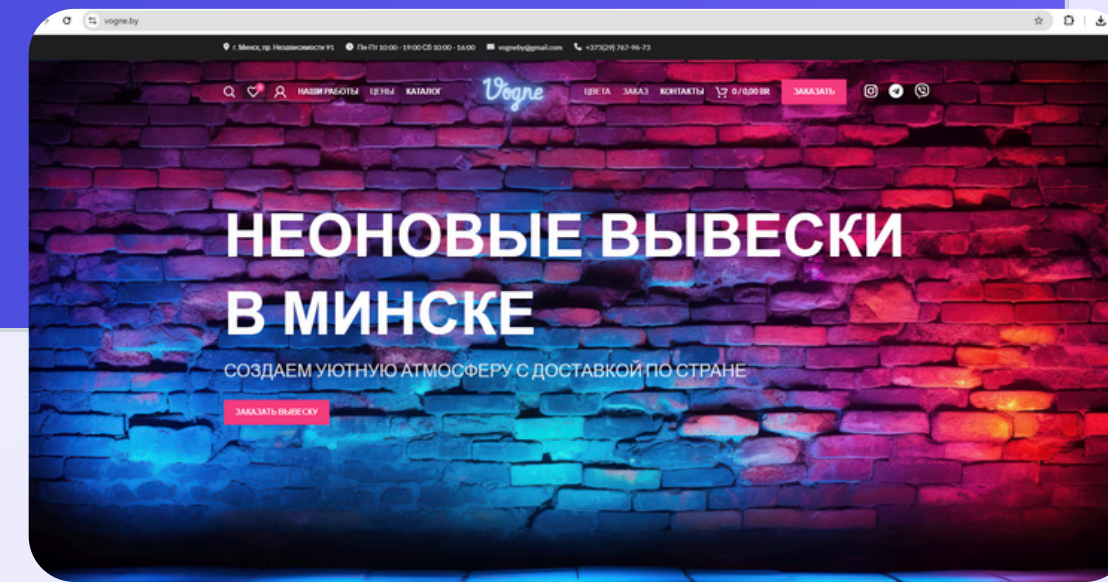 vogne.by
г. Минск, пр. Независимости 91 Пн-Пт 10:00 - 19:00 Сб 10:00 - 16:00 vogneby@gmail.com +375(29) 767-96-73
НАШИ РАБОТЫ ЦЕНЫ КАТАЛОГ Vogne ЦВЕТА ЗАКАЗ КОНТАКТЫ 0 / 0,00 BR ЗАКАЗАТЬ
НЕОНОВЫЕ ВЫВЕСКИ
В МИНСКЕ
СОЗДАЕМ УЮТНУЮ АТМОСФЕРУ С ДОСТАВКОЙ ПО СТРАНЕ
ЗАКАЗАТЬ ВЫВЕСКУ